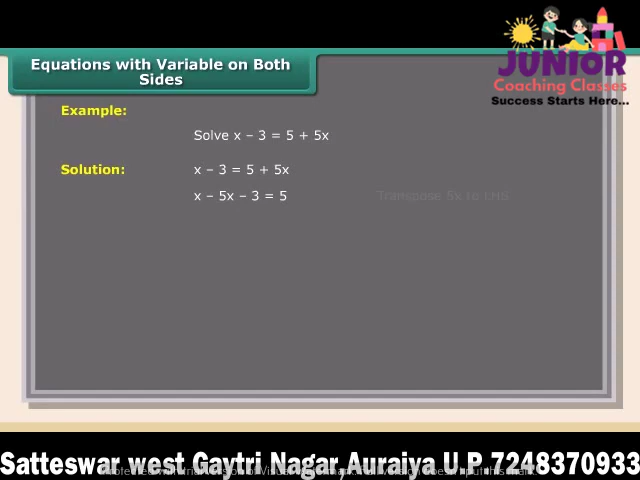 JUNIOR
Coaching Classes
Success Starts Here...
Equations with Variable on Both
Sides
Example:
Solve x – 3 = 5 + 5x
Solution:
x – 3 = 5 + 5x
x – 5x – 3 = 5
Transpose 5x to LHS
Satteswar west Gaytri Nagar,Auraiya U.P 7248370933